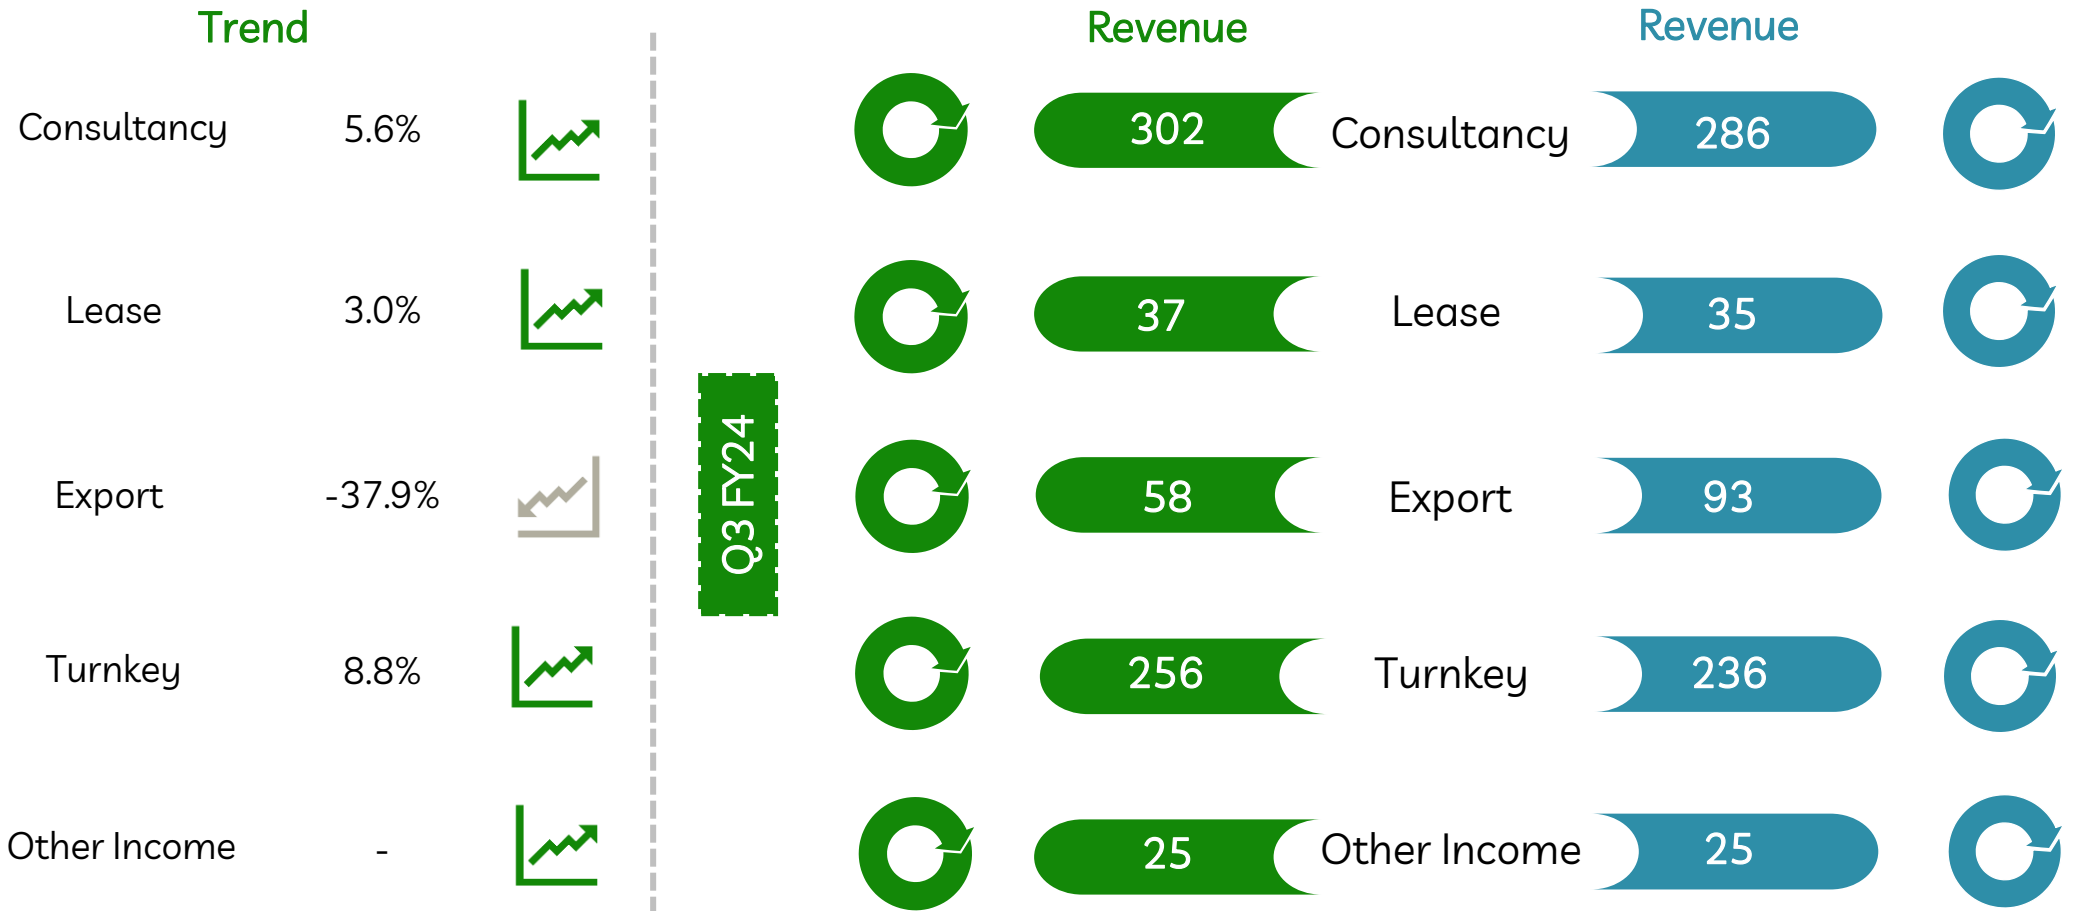 Trend
Consultancy 5.6%
Lease 3.0%
Export -37.9%
Turnkey 8.8%
Other Income -
Q3 FY24
Revenue Revenue
302 Consultancy 286
37 Lease 35
58 Export 93
256 Turnkey 236
25 Other Income 25